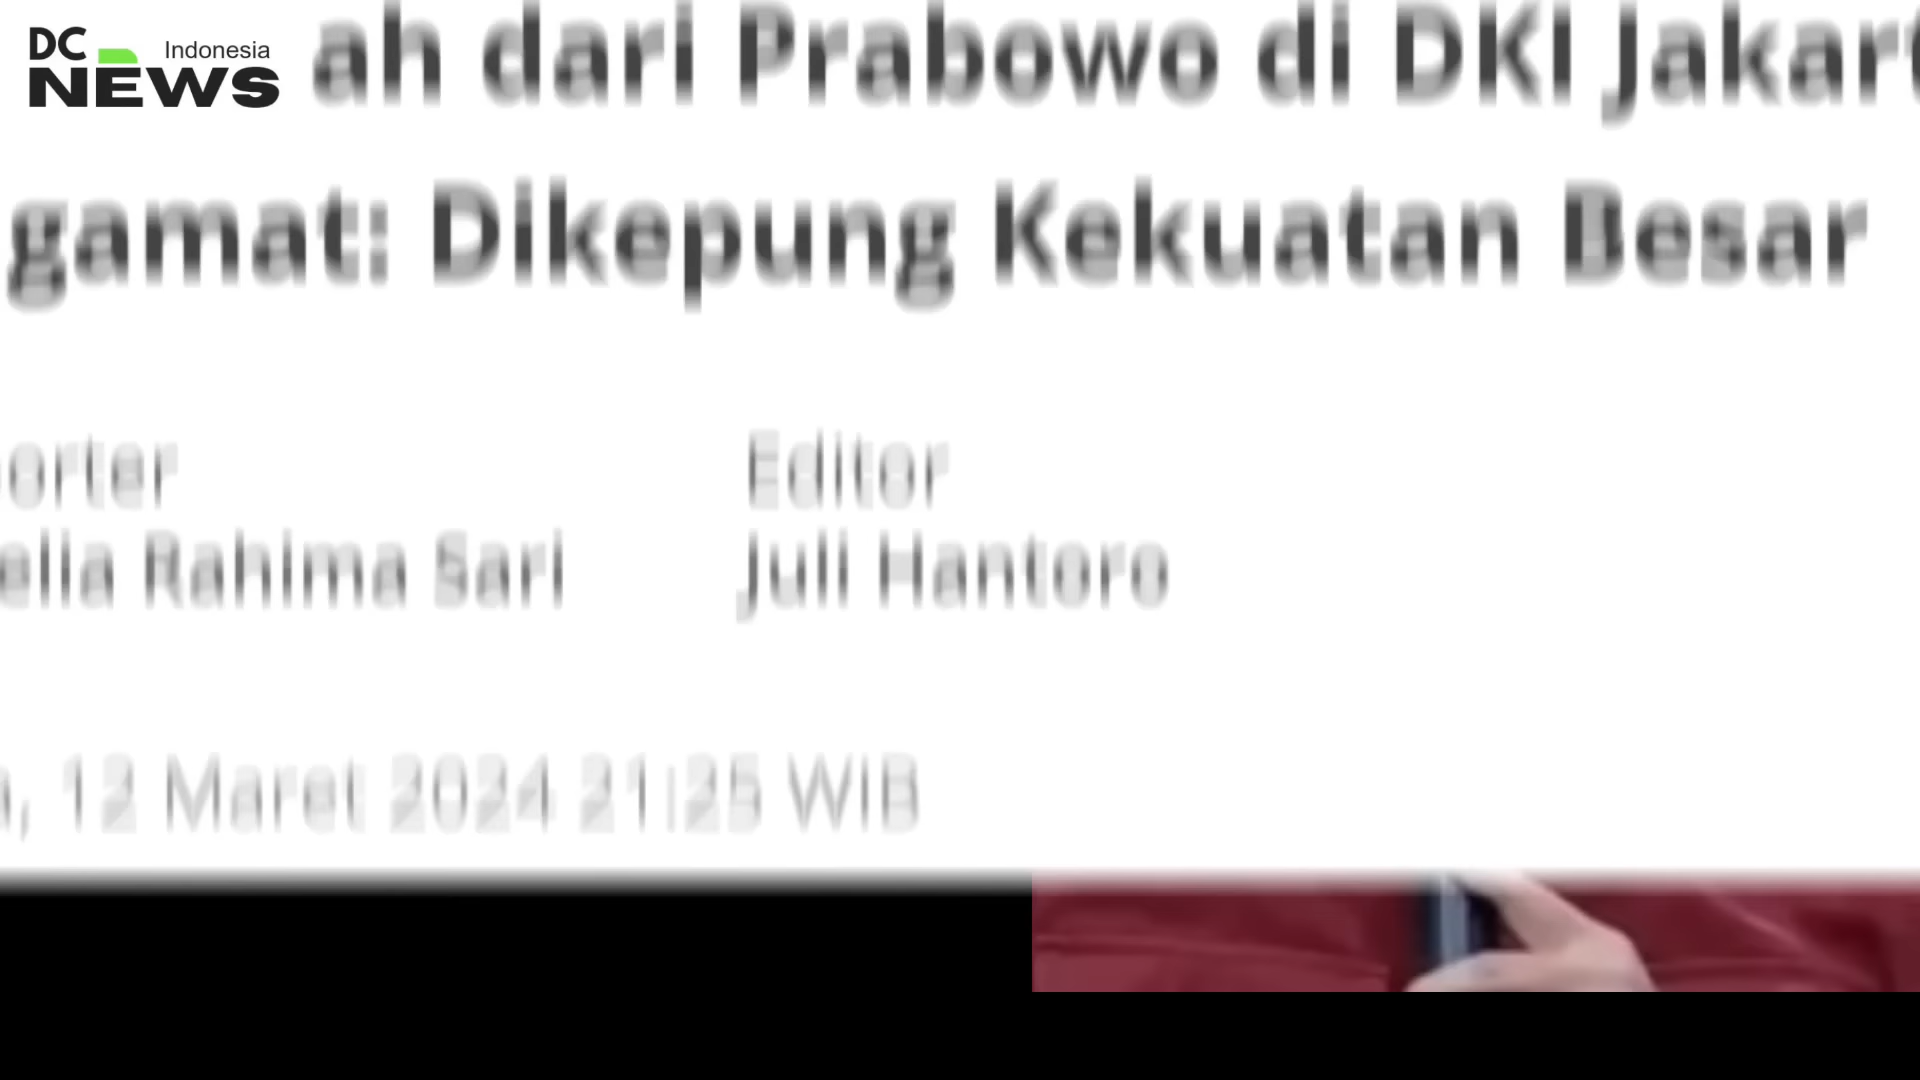 DC Indonesia
NEWS
ah dari Prabowo di DKI Jakart
gamat: Dikepung Kekuatan Besar
orter
Editor
elia Rahima Sari
Juli Hantoro
, 12 Maret 2024 21:25 WIB